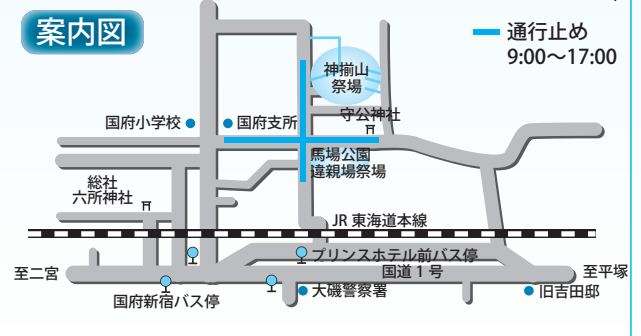 案内図
通行止め
9:00～17:00
神揃山
祭場
守公神社
国府小学校
国府支所
馬場公園
違親場祭場
総社
六所神社
JR 東海道本線
プリンスホテル前バス停
至二宮
国道1号
至平塚
国府新宿バス停
大磯警察署
旧吉田邸